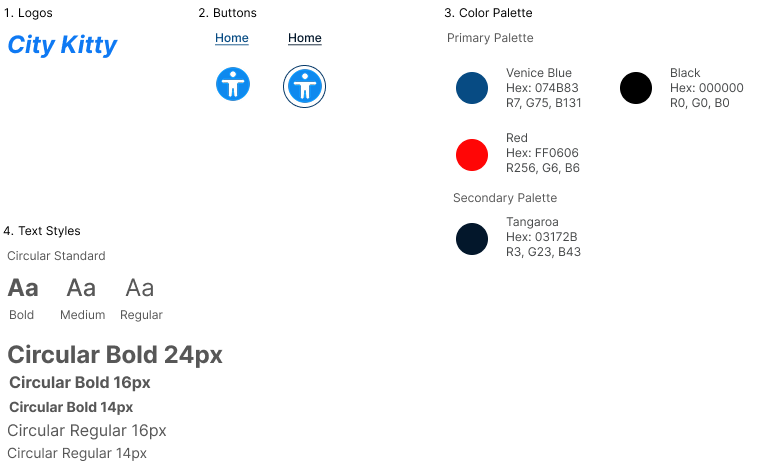 1. Logos
City Kitty
2. Buttons
Home
Home
3. Color Palette
Primary Palette
Venice Blue
Hex: 074B83
R7, G75, B131
Black
Hex: 000000
R0, G0, B0
Red
Hex: FF0606
R256, G6, B6
Secondary Palette
Tangaroa
Hex: 03172B
R3, G23, B43
4. Text Styles
Circular Standard
Aa Aa Aa
Bold Medium Regular
Circular Bold 24px
Circular Bold 16px
Circular Bold 14px
Circular Regular 16px
Circular Regular 14px